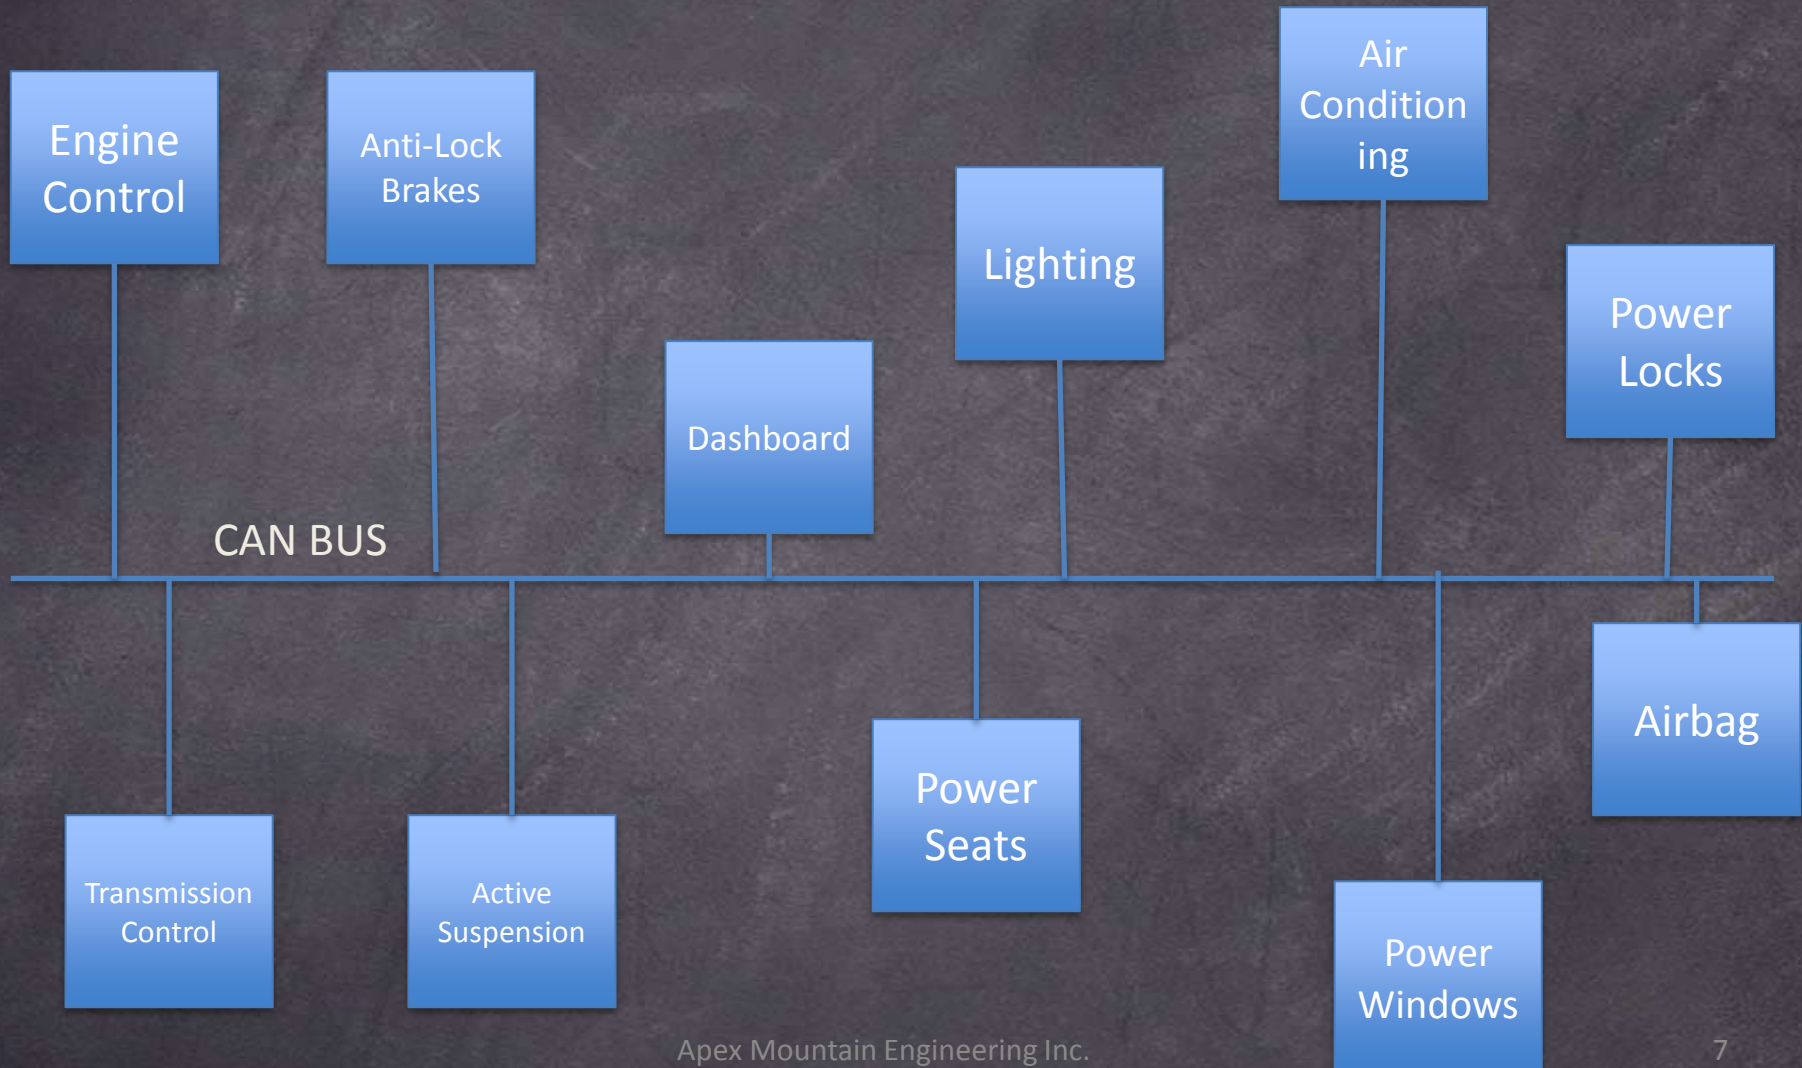 Engine
Control
Anti-Lock
Brakes
Dashboard
Lighting
Air
Condition
ing
Power
Locks
CAN BUS
Transmission
Control
Active
Suspension
Power
Seats
Power
Windows
Airbag
Apex Mountain Engineering Inc.
7